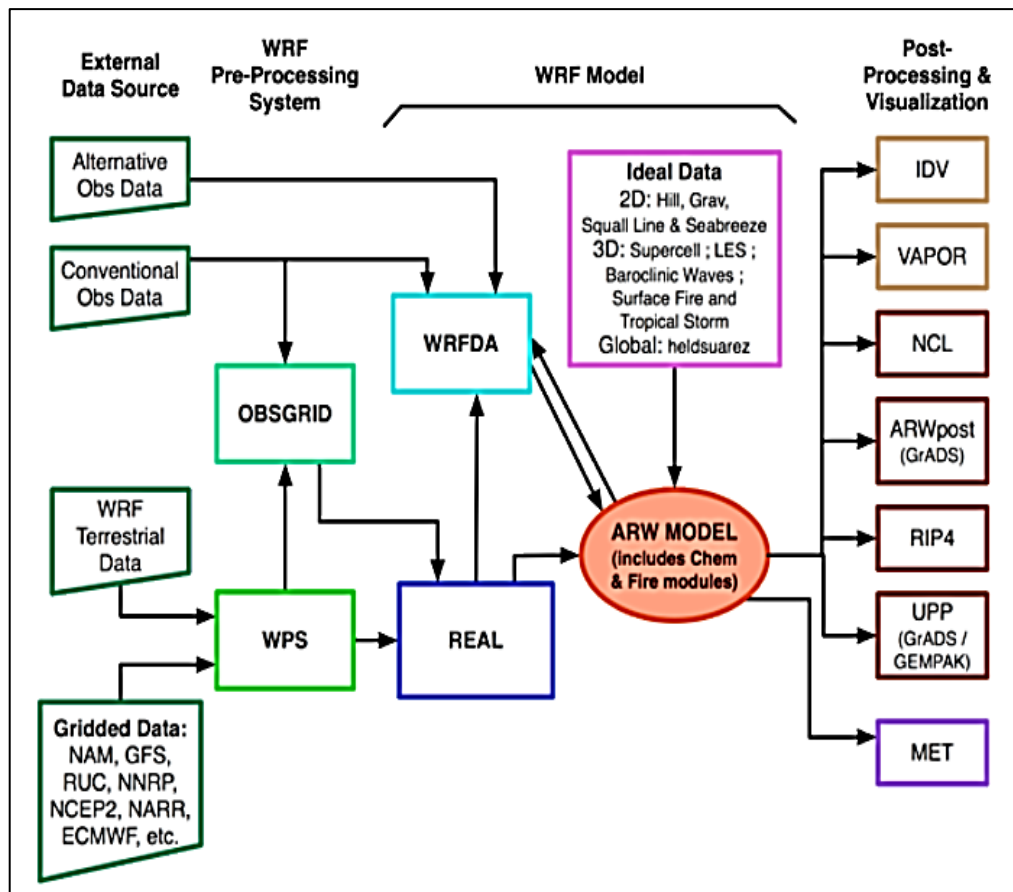 External
Data Source
WRF
Pre-Processing
System
WRF Model
Post-
Processing &
Visualization
Alternative
Obs Data
Conventional
Obs Data
WRF
Terrestrial
Data
Gridded Data:
NAM, GFS,
RUC, NNRP,
NCEP2, NARR,
ECMWF, etc.
OBSGRID
WPS
WRFDA
REAL
Ideal Data
2D: Hill, Grav,
Squall Line & Seabreeze
3D: Supercell ; LES ;
Baroclinic Waves ;
Surface Fire and
Tropical Storm
Global: heldsuarez
ARW MODEL
(includes Chem
& Fire modules)
IDV
VAPOR
NCL
ARWpost
(GrADS)
RIP4
UPP
(GrADS /
GEMPAK)
MET